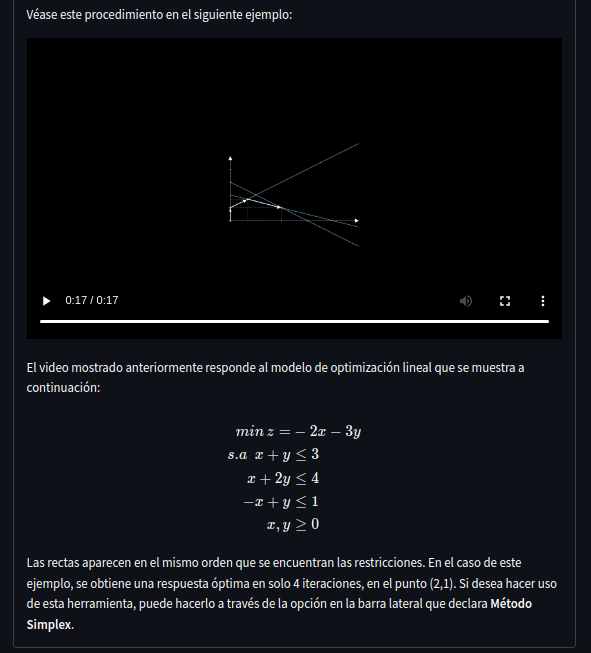 Véase este procedimiento en el siguiente ejemplo:
0:17 / 0:17
El video mostrado anteriormente responde al modelo de optimización lineal que se muestra a
continuación:
min z = − 2x − 3y
s.a x + y ≤ 3
x + 2y ≤ 4
−x + y ≤ 1
x, y ≥ 0
Las rectas aparecen en el mismo orden que se encuentran las restricciones. En el caso de este
ejemplo, se obtiene una respuesta óptima en solo 4 iteraciones, en el punto (2,1). Si desea hacer uso
de esta herramienta, puede hacerlo a través de la opción en la barra lateral que declara Método
Simplex.